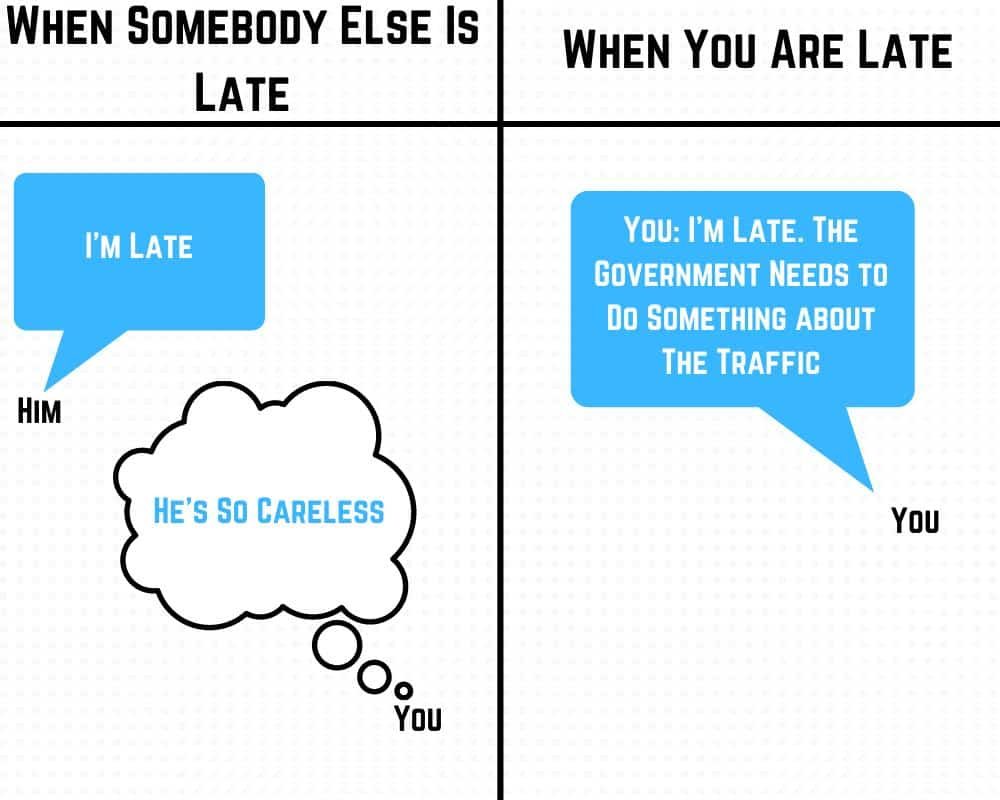 When Somebody Else Is
Late
When You Are Late
I'm Late
Him
He's So Careless
You
You: I'm Late. The
Government Needs to
Do Something about
The Traffic
You